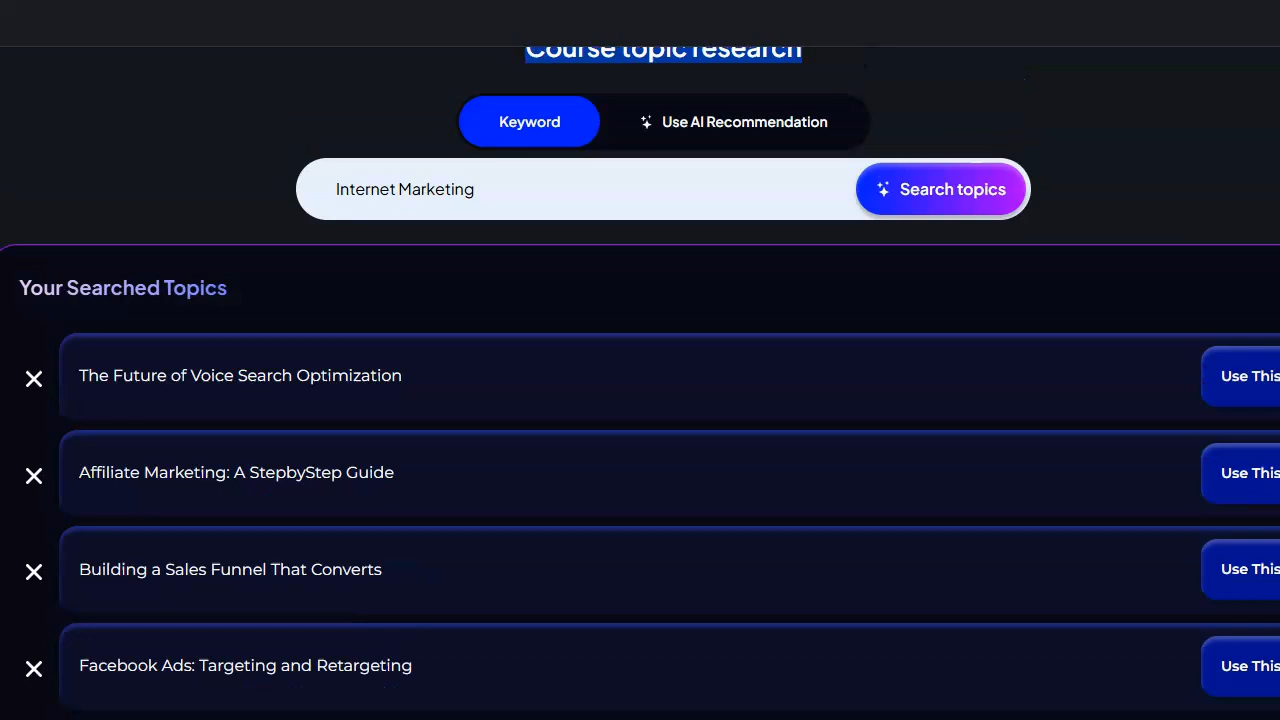 Course topic research
Keyword
Use AI Recommendation
Internet Marketing
Search topics
Your Searched Topics
The Future of Voice Search Optimization
Use This
Affiliate Marketing: A StepbyStep Guide
Use This
Building a Sales Funnel That Converts
Use This
Facebook Ads: Targeting and Retargeting
Use This